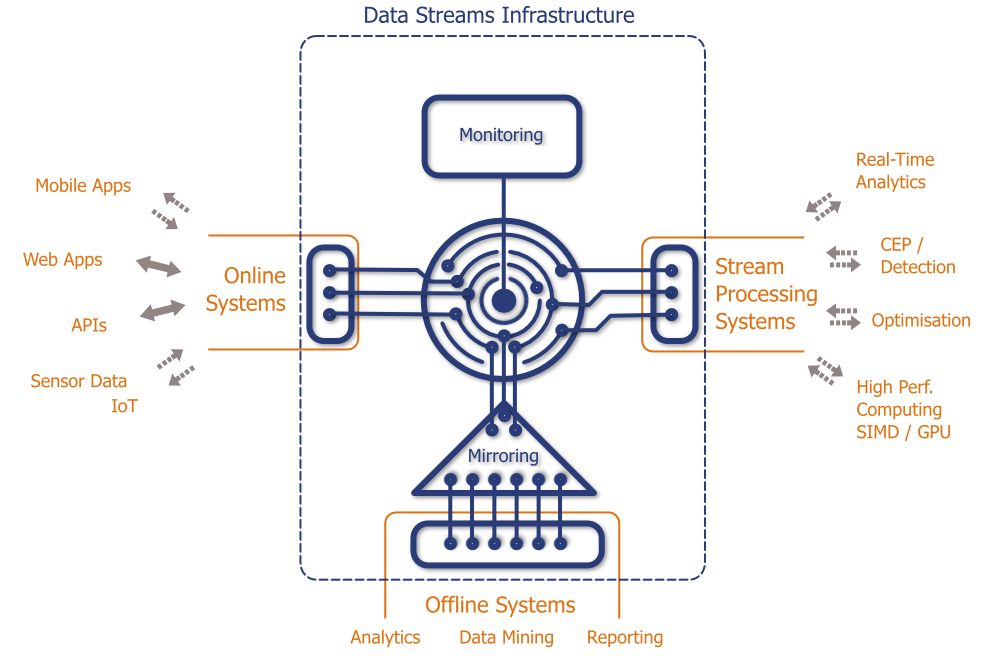 Data Streams Infrastructure
Monitoring
Mobile Apps
Web Apps
APIs
Sensor Data
IoT
Online
Systems
Real-Time
Analytics
CEP /
Detection
Optimisation
High Perf.
Computing
SIMD / GPU
Stream
Processing
Systems
Mirroring
Offline Systems
Analytics
Data Mining
Reporting